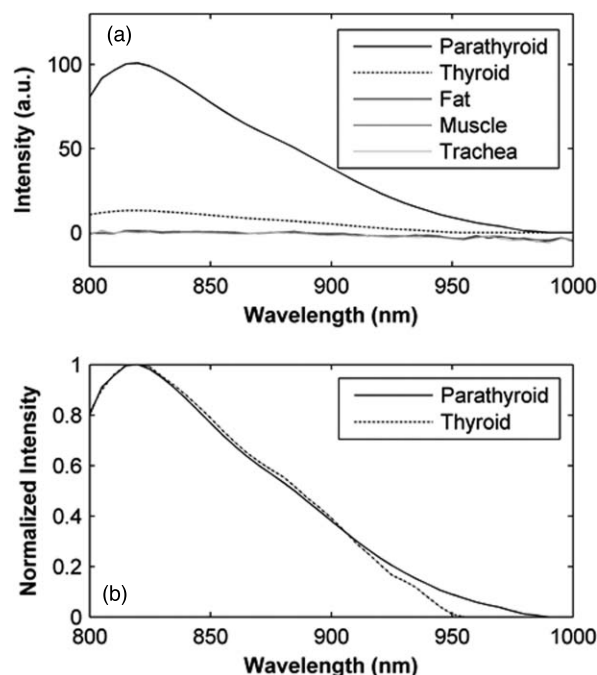 (a)
Parathyroid
Thyroid
Fat
Muscle
Trachea
100
50
0
Intensity (a.u.)
800 850 900 950 1000
Wavelength (nm)
1
0.8
0.6
0.4
0.2
0
Normalized Intensity
Parathyroid
Thyroid
(b)
800 850 900 950 1000
Wavelength (nm)